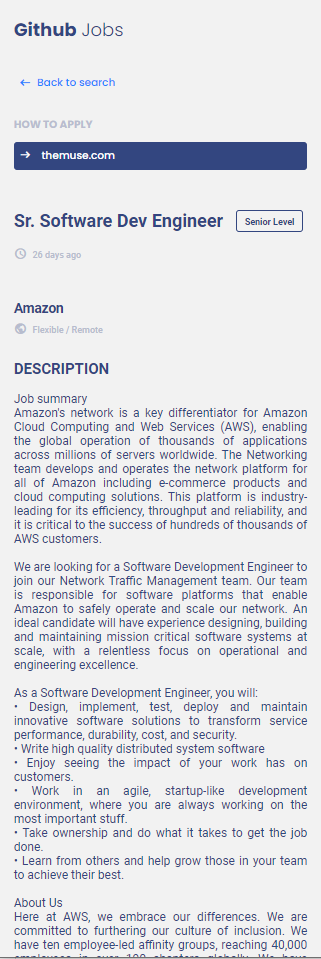 Github Jobs
← Back to search
HOW TO APPLY
→ themuse.com
Sr. Software Dev Engineer Senior Level
26 days ago
Amazon
Flexible / Remote
DESCRIPTION
Job summary
Amazon's network is a key differentiator for Amazon
Cloud Computing and Web Services (AWS), enabling
the global operation of thousands of applications
across millions of servers worldwide. The Networking
team develops and operates the network platform for
all of Amazon including e-commerce products and
cloud computing solutions. This platform is industry-
leading for its efficiency, throughput and reliability, and
it is critical to the success of hundreds of thousands of
AWS customers.
We are looking for a Software Development Engineer to
join our Network Traffic Management team. Our team
is responsible for software platforms that enable
Amazon to safely operate and scale our network. An
ideal candidate will have experience designing, building
and maintaining mission critical software systems at
scale, with a relentless focus on operational and
engineering excellence.
As a Software Development Engineer, you will:
• Design, implement, test, deploy and maintain
innovative software solutions to transform service
performance, durability, cost, and security.
• Write high quality distributed system software
• Enjoy seeing the impact of your work has on
customers.
• Work in an agile, startup-like development
environment, where you are always working on the
most important stuff.
• Take ownership and do what it takes to get the job
done.
• Learn from others and help grow those in your team
to achieve their best.
About Us
Here at AWS, we embrace our differences. We are
committed to furthering our culture of inclusion. We
have ten employee-led affinity groups, reaching 40,000
employees in over 190 chapters globally. We have